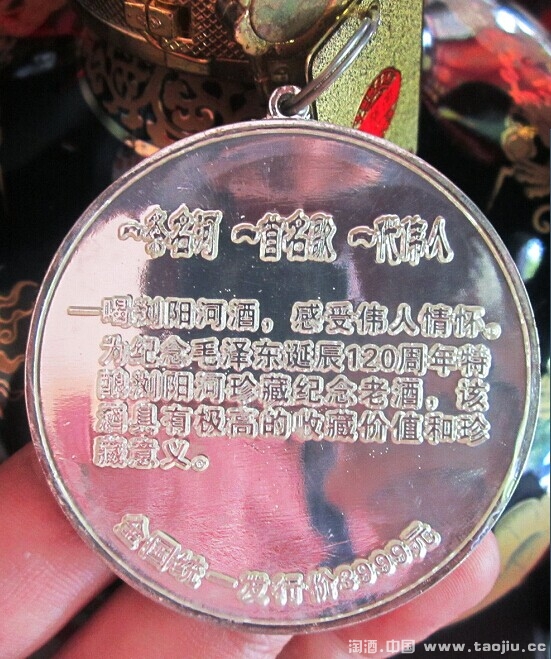 一条名河 一首名歌 一代伟人
—喝浏阳河酒，感受伟人情怀。
为纪念毛泽东诞辰120周年特
酿浏阳河珍藏纪念老酒，该
酒具有极高的收藏价值和珍
藏意义。
全国统一发行价3999元
淘酒.中国 www.taojiu.cc